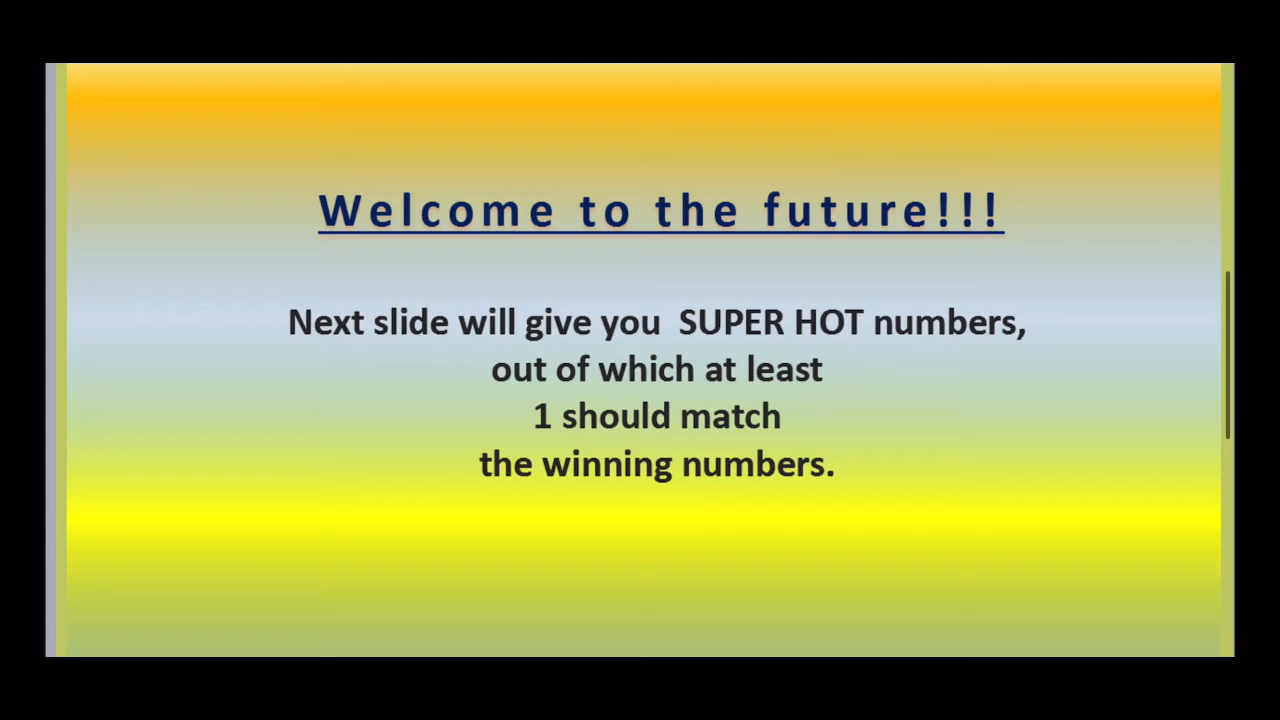 Welcome to the future!!!
Next slide will give you  SUPER HOT numbers,
out of which at least
1 should match
the winning numbers.